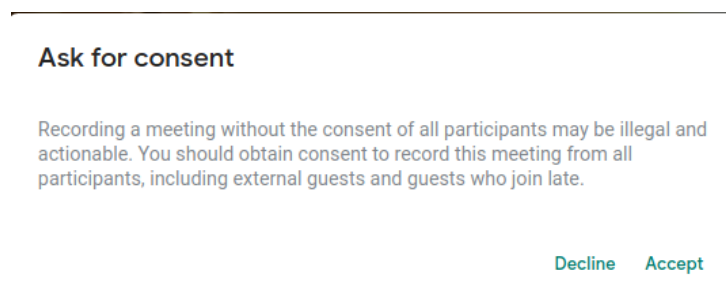 Ask for consent
Recording a meeting without the consent of all participants may be illegal and
actionable. You should obtain consent to record this meeting from all
participants, including external guests and guests who join late.
Decline Accept